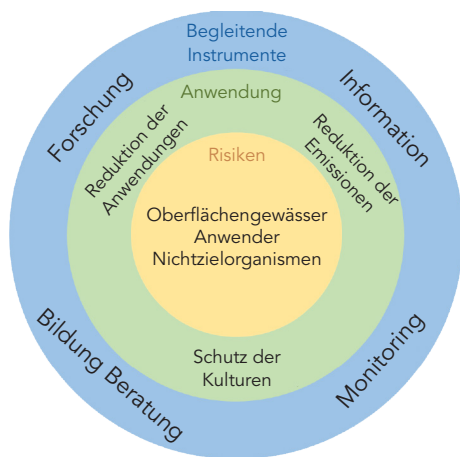 Begleitende
Instrumente
Forschung
Information
Anwendung
Reduktion der
Anwendungen
Reduktion der
Emissionen
Risiken
Oberflächengewässer
Anwender
Nichtzielorganismen
Schutz der
Kulturen
Bildung Beratung
Monitoring